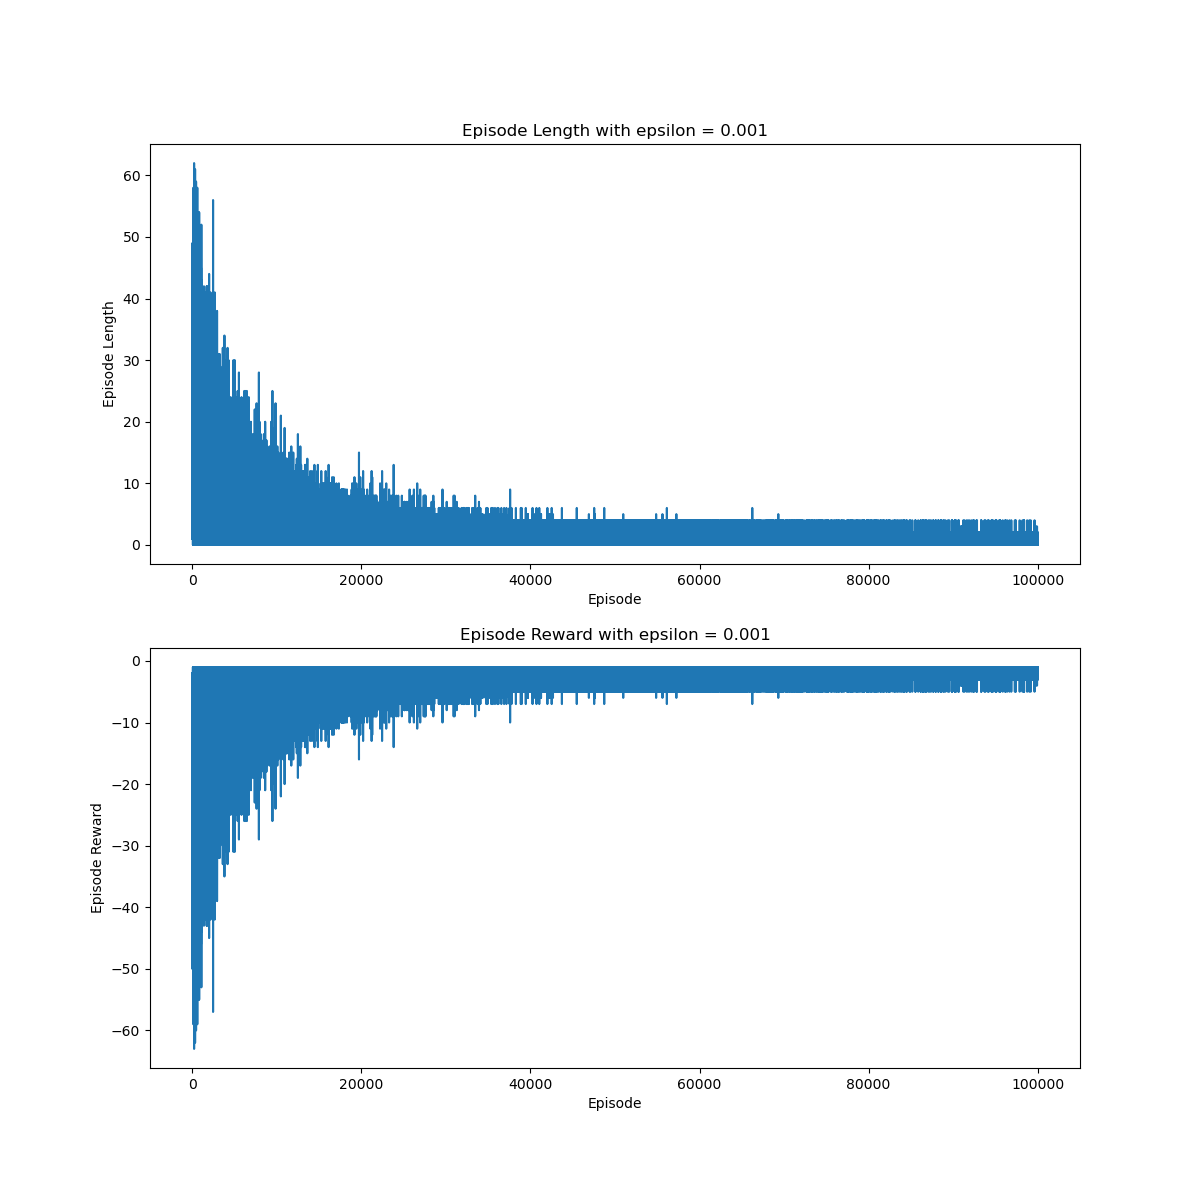 Episode Length with epsilon = 0.001
60
50
40
30
20
10
0
Episode Length
0 20000 40000 60000 80000 100000
Episode
Episode Reward with epsilon = 0.001
0
−10
−20
−30
−40
−50
−60
Episode Reward
0 20000 40000 60000 80000 100000
Episode